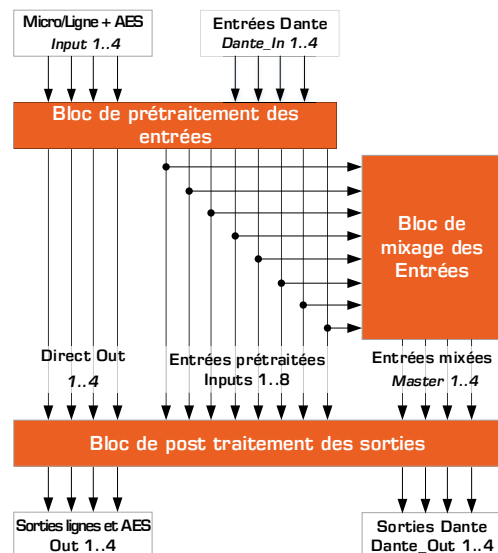 Micro/Ligne + AES
Input 1..4
Entrées Dante
Dante_In 1..4
Bloc de prétraitement des
entrées
Bloc de
mixage des
Entrées
Direct Out
1..4
Entrées prétraitées
Inputs 1..8
Entrées mixées
Master 1..4
Bloc de post traitement des sorties
Sorties lignes et AES
Out 1..4
Sorties Dante
Dante_Out 1..4